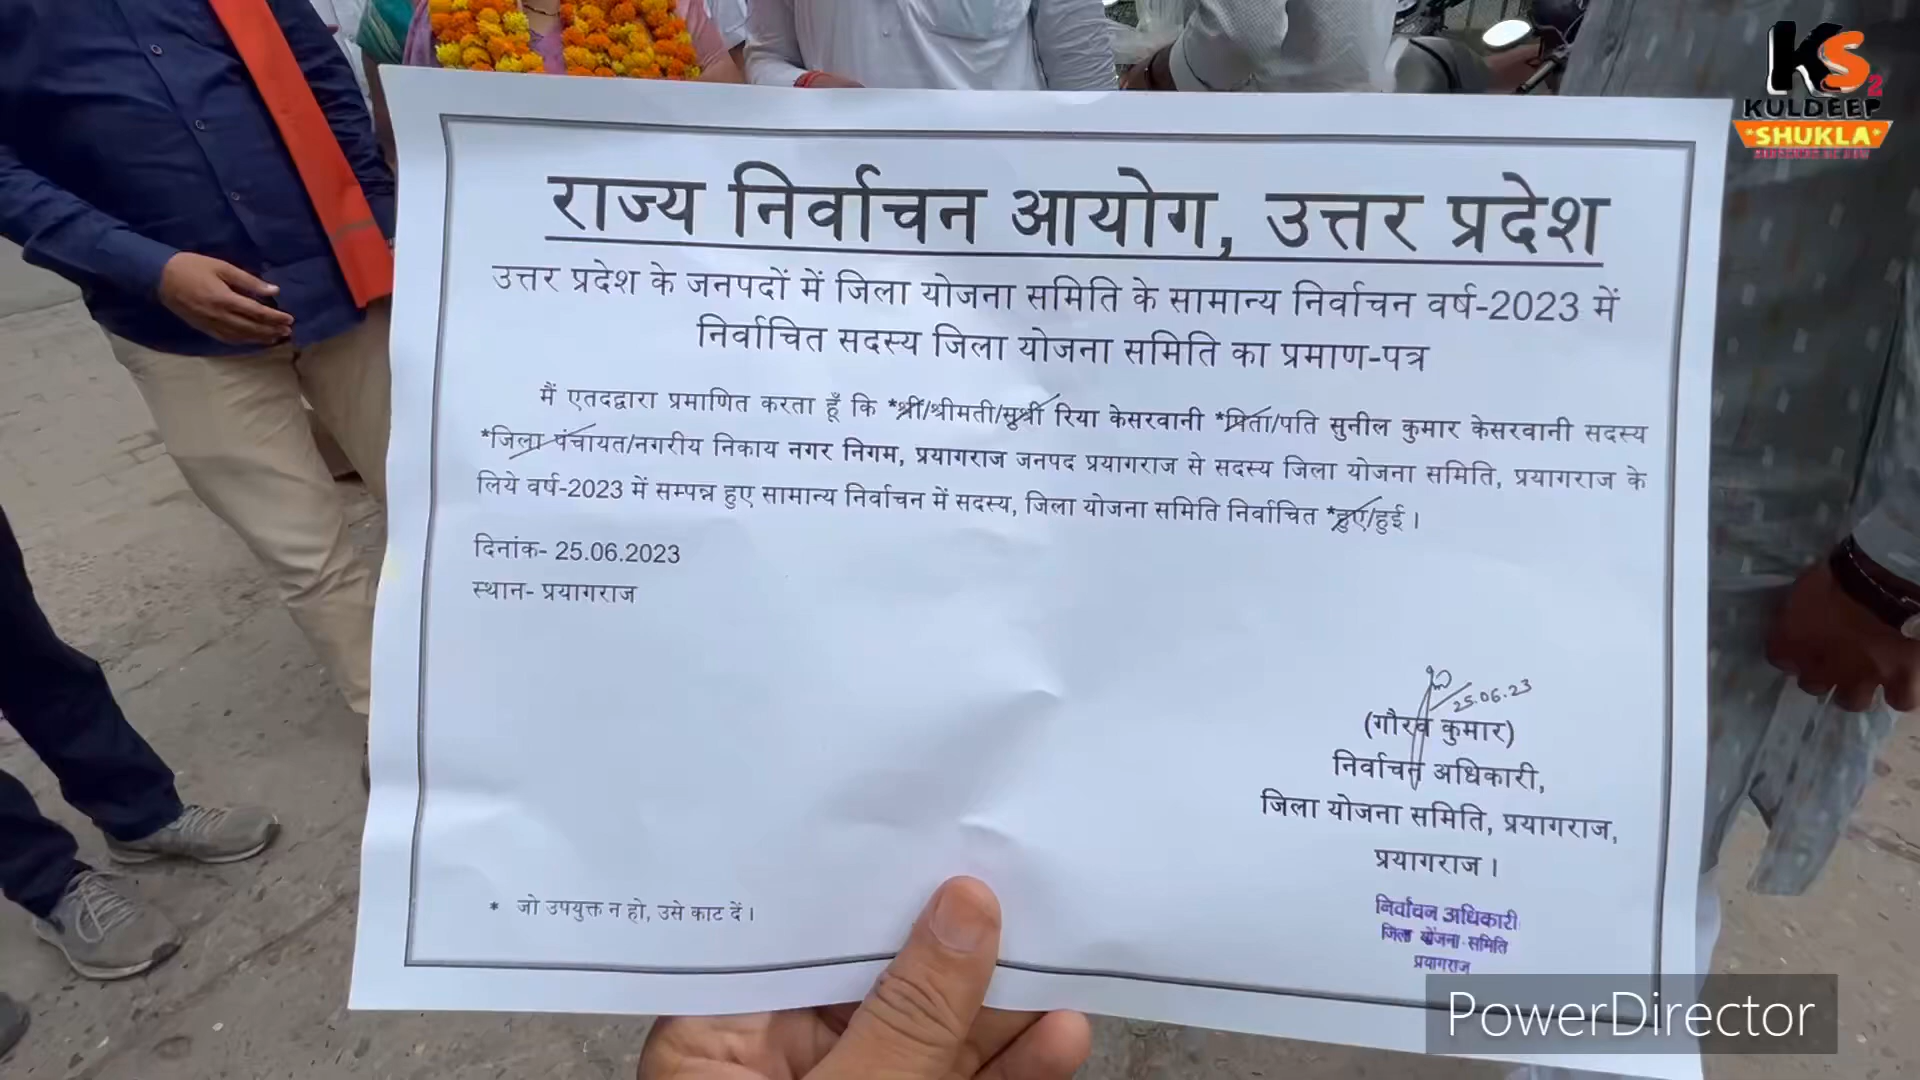 KS2
KULDEEP
SHUKLA
राज्य निर्वाचन आयोग, उत्तर प्रदेश
उत्तर प्रदेश के जनपदों में जिला योजना समिति के सामान्य निर्वाचन वर्ष-2023 में
निर्वाचित सदस्य जिला योजना समिति का प्रमाण-पत्र
मैं एतदद्वारा प्रमाणित करता हूँ कि *श्री/श्रीमती/सुश्री रिया केसरवानी *पिता/पति सुनील कुमार केसरवानी सदस्य
*जिला पंचायत/नगरीय निकाय नगर निगम, प्रयागराज जनपद प्रयागराज से सदस्य जिला योजना समिति, प्रयागराज के
लिये वर्ष-2023 में सम्पन्न हुए सामान्य निर्वाचन में सदस्य, जिला योजना समिति निर्वाचित *हुए/हुई।
दिनांक- 25.06.2023
स्थान- प्रयागराज
25.06.23
(गौरव कुमार)
निर्वाचन अधिकारी,
जिला योजना समिति, प्रयागराज,
प्रयागराज।
निर्वाचन अधिकारी
जिला योजना समिति
प्रयागराज
* जो उपयुक्त न हो, उसे काट दें।
PowerDirector